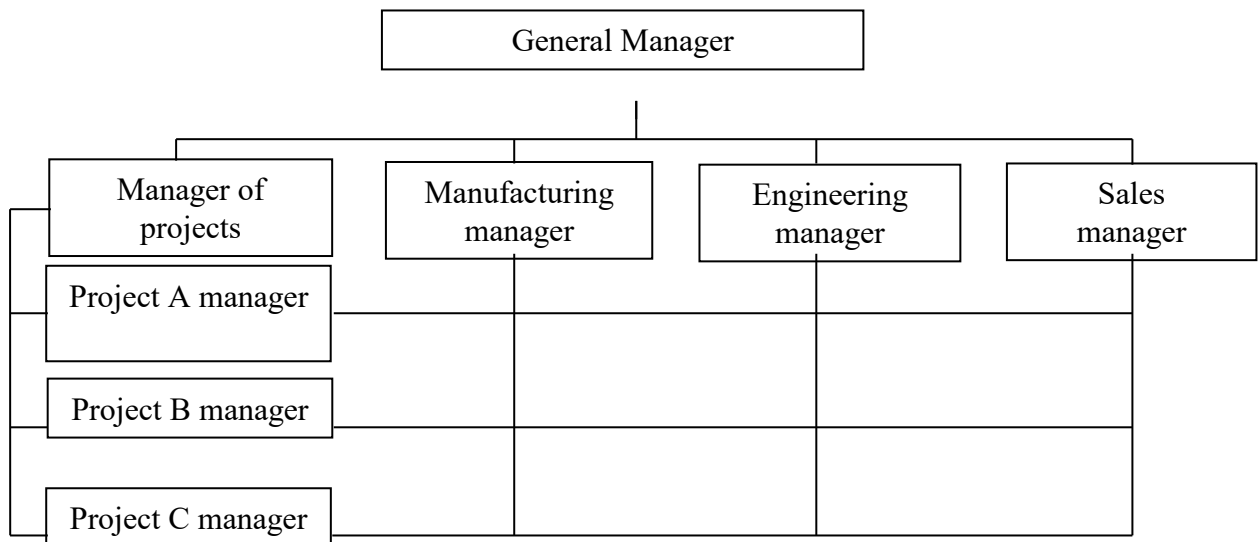 General Manager
Manager of
projects
Manufacturing
manager
Engineering
manager
Sales
manager
Project A manager
Project B manager
Project C manager